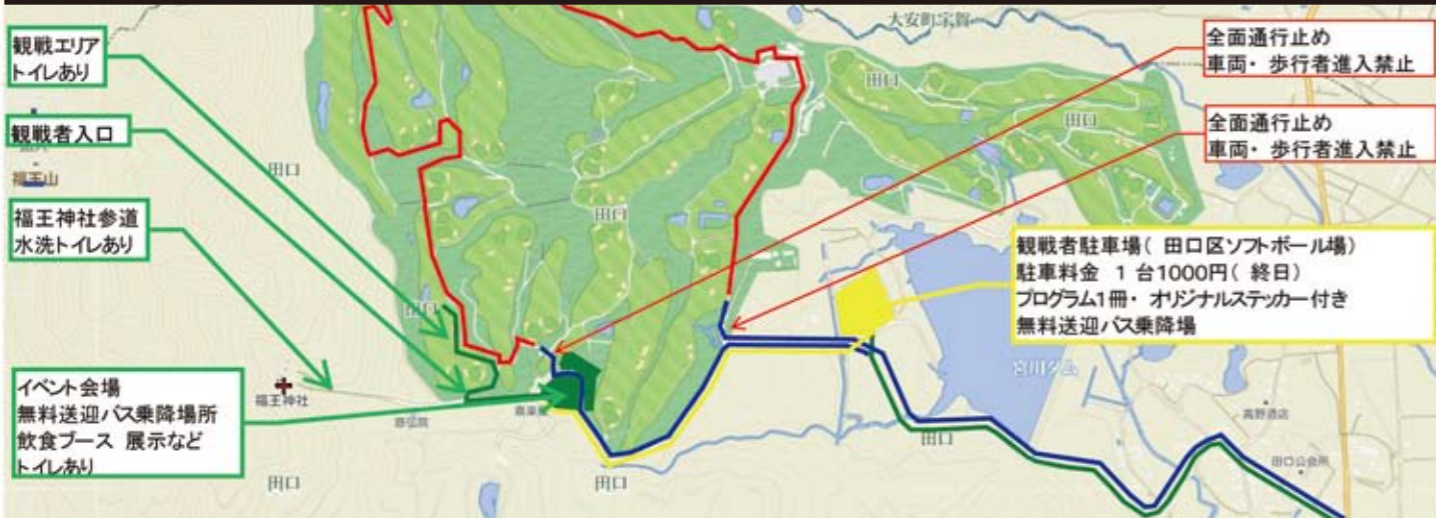 観戦エリア
トイレあり
観戦者入口
福王山
福王神社参道
水洗トイレあり
イベント会場
無料送迎バス乗降場所
飲食ブース 展示など
トイレあり
大安町宇賀
全面通行止め
車両・ 歩行者進入禁止
全面通行止め
車両・ 歩行者進入禁止
観戦者駐車場( 田口区ソフトボール場)
駐車料金 1 台1000円( 終日)
プログラム1冊・ オリジナルステッカー付き
無料送迎バス乗降場
田口
田口
田口
田口
田口
福王神社
宮川ダム
高野酒店
田口
田口公会所
田口
田口